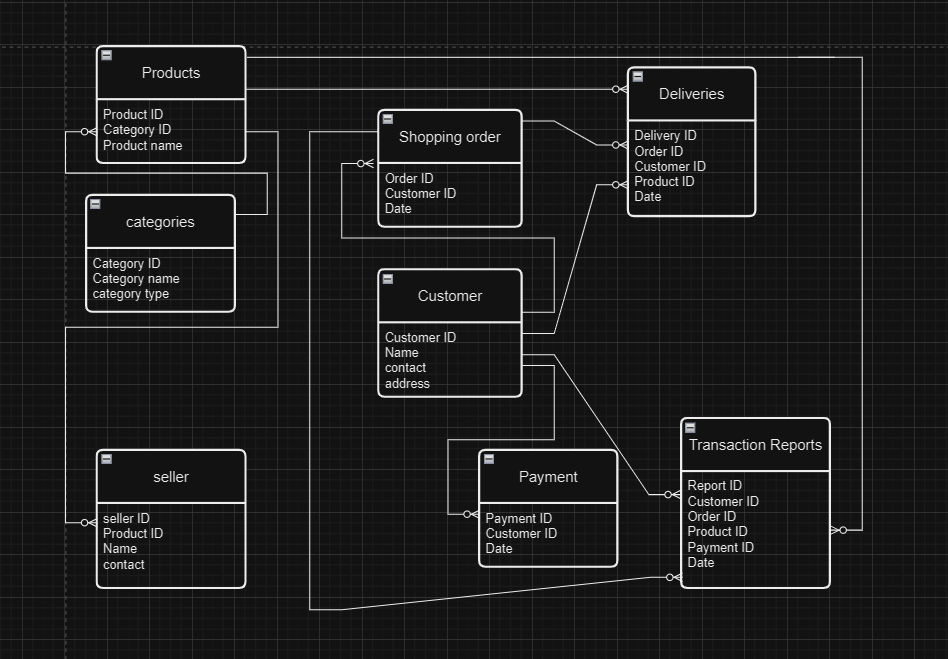 Products
Product ID
Category ID
Product name
categories
Category ID
Category name
category type
seller
seller ID
Product ID
Name
contact
Shopping order
Order ID
Customer ID
Date
Customer
Customer ID
Name
contact
address
Payment
Payment ID
Customer ID
Date
Deliveries
Delivery ID
Order ID
Customer ID
Product ID
Date
Transaction Reports
Report ID
Customer ID
Order ID
Product ID
Payment ID
Date